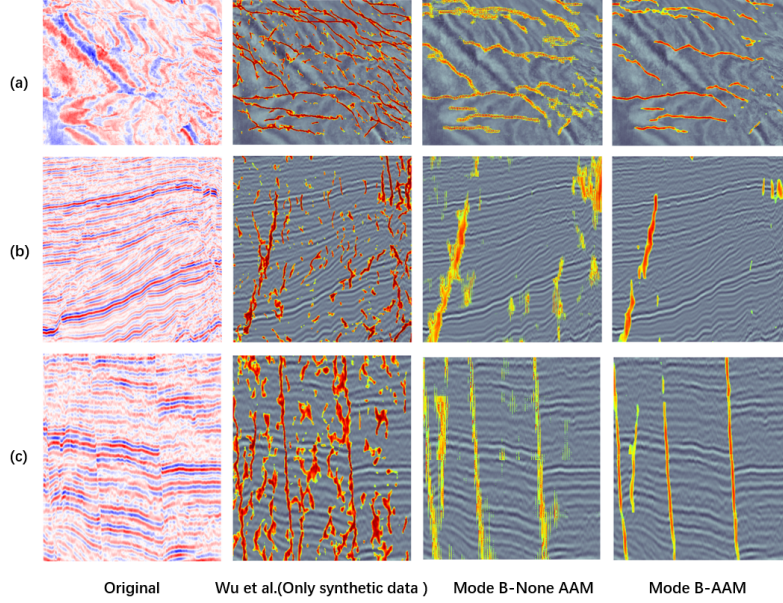 (a)
(b)
(c)
Original Wu et al.(Only synthetic data ) Mode B-None AAM Mode B-AAM